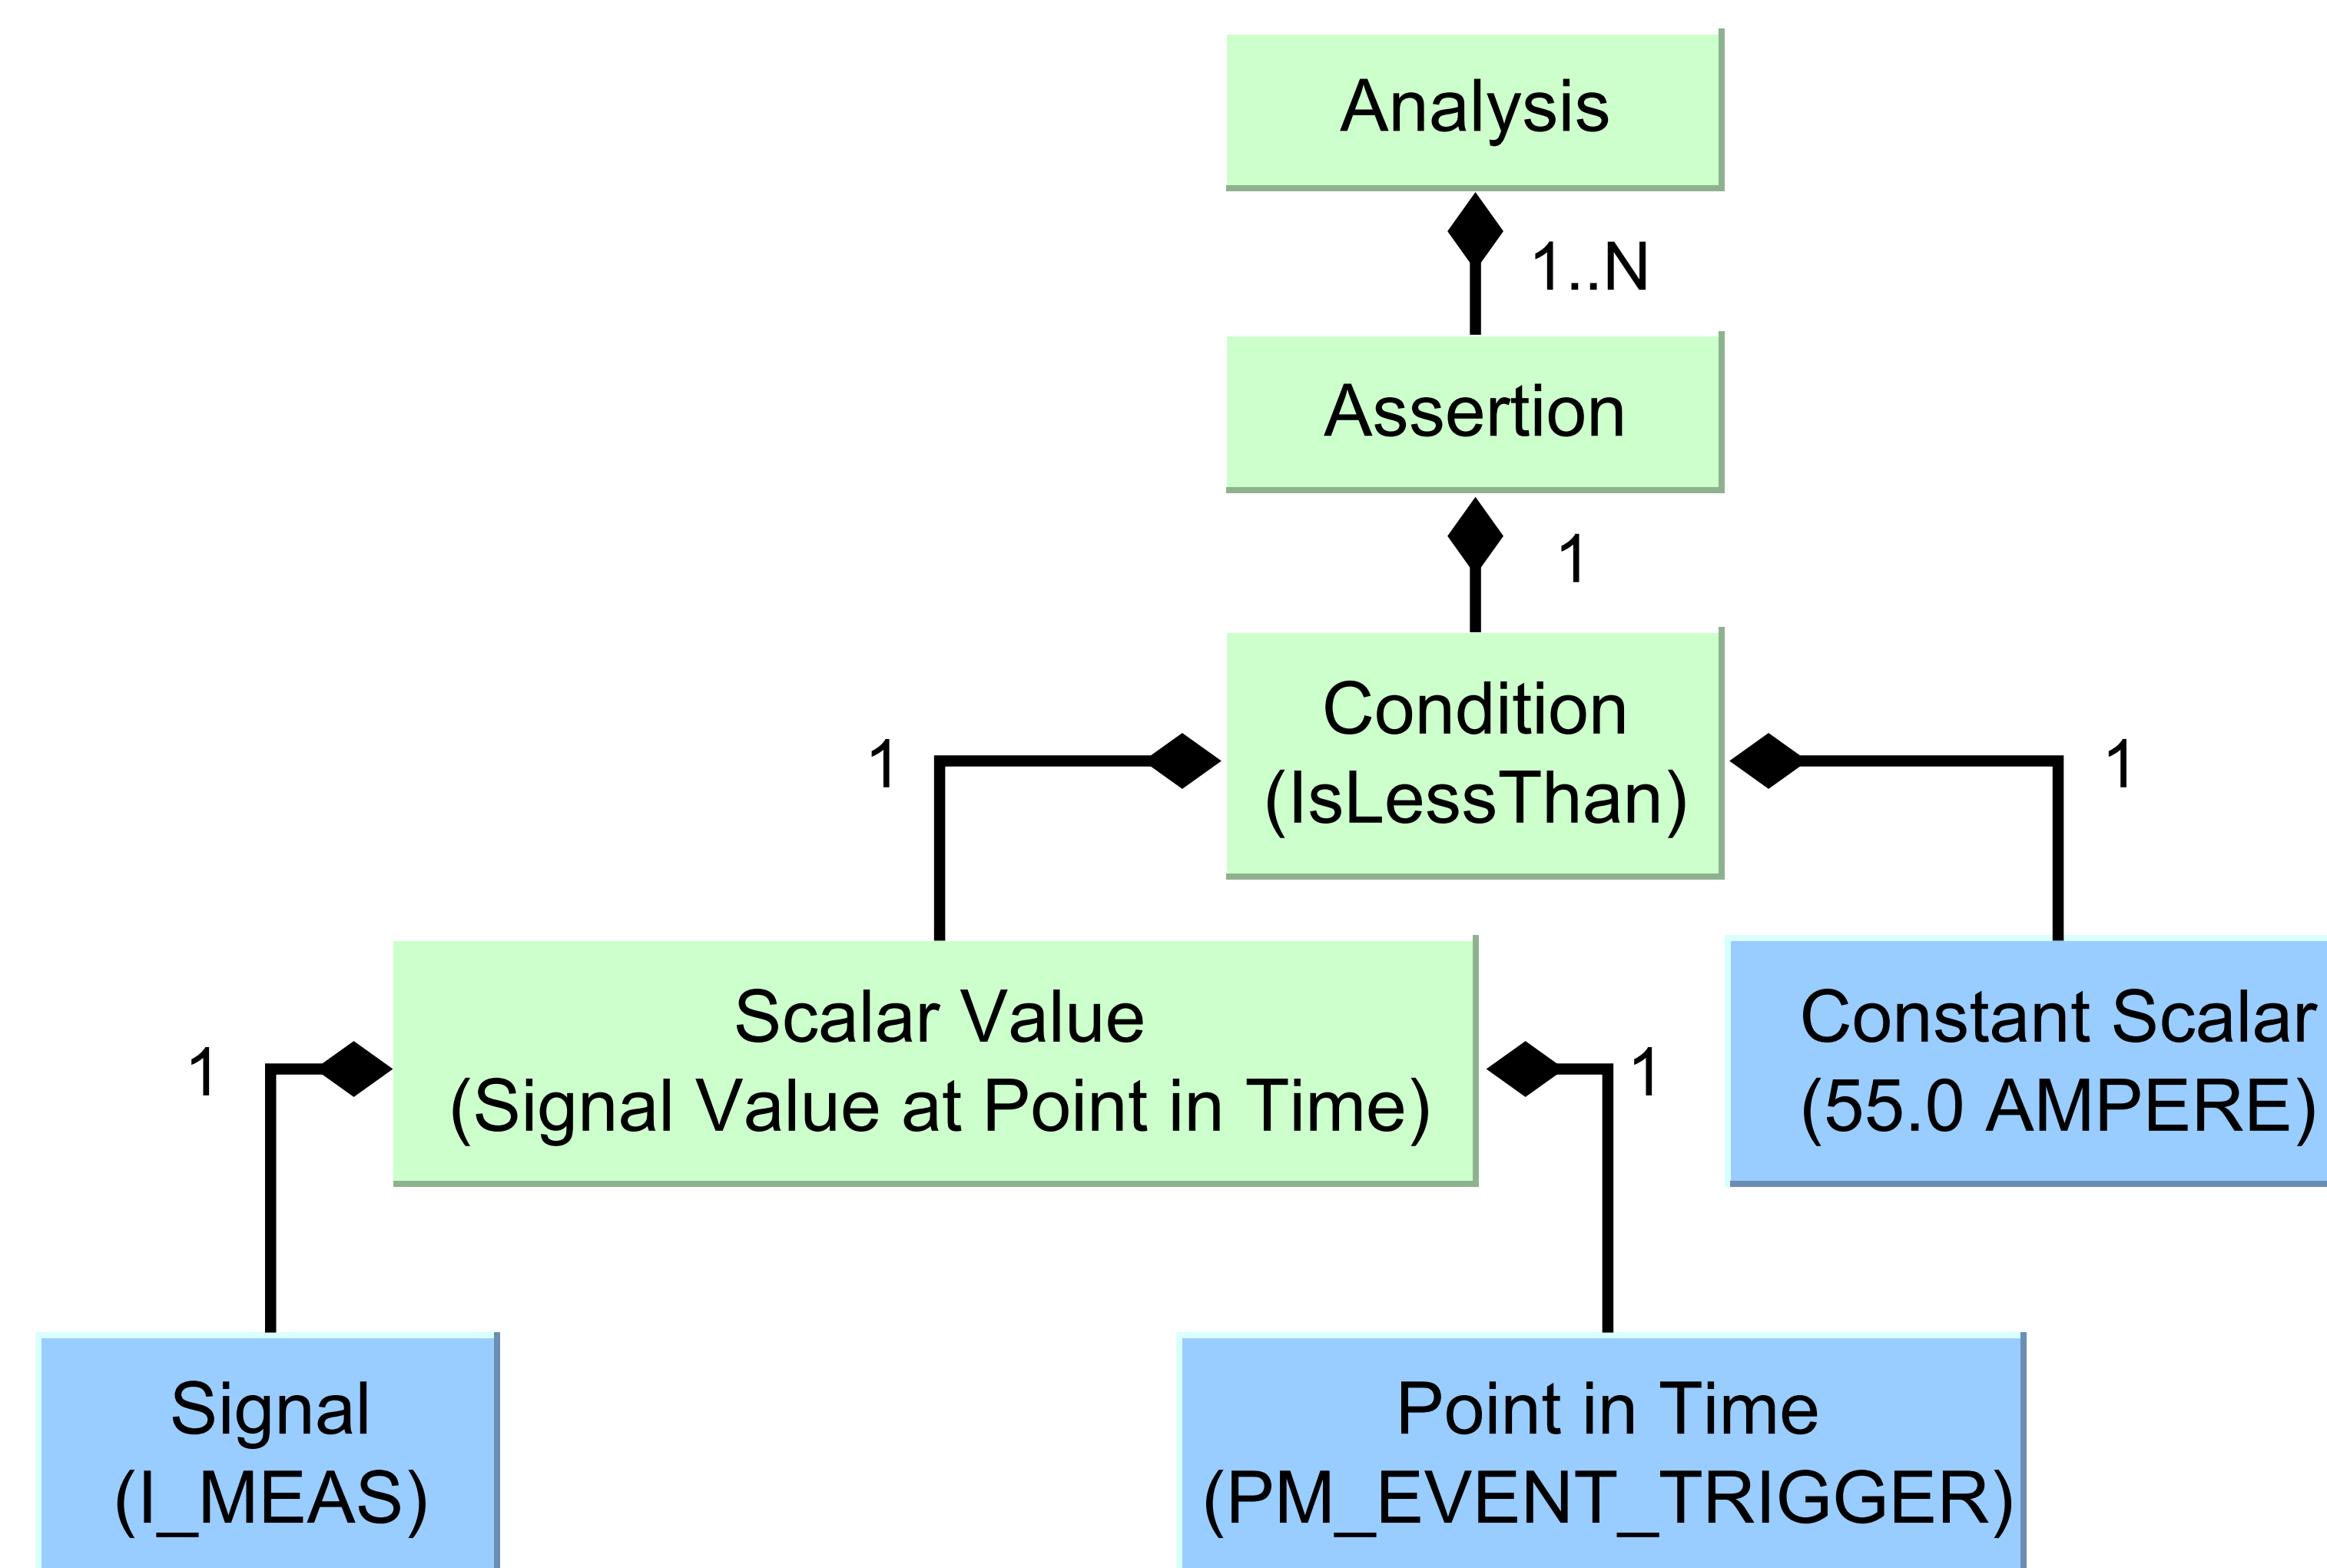 Analysis
1..N
Assertion
1
Condition
(IsLessThan)
1
1
Scalar Value
(Signal Value at Point in Time)
Constant Scalar
(55.0 AMPERE)
1
1
Signal
(I_MEAS)
Point in Time
(PM_EVENT_TRIGGER)